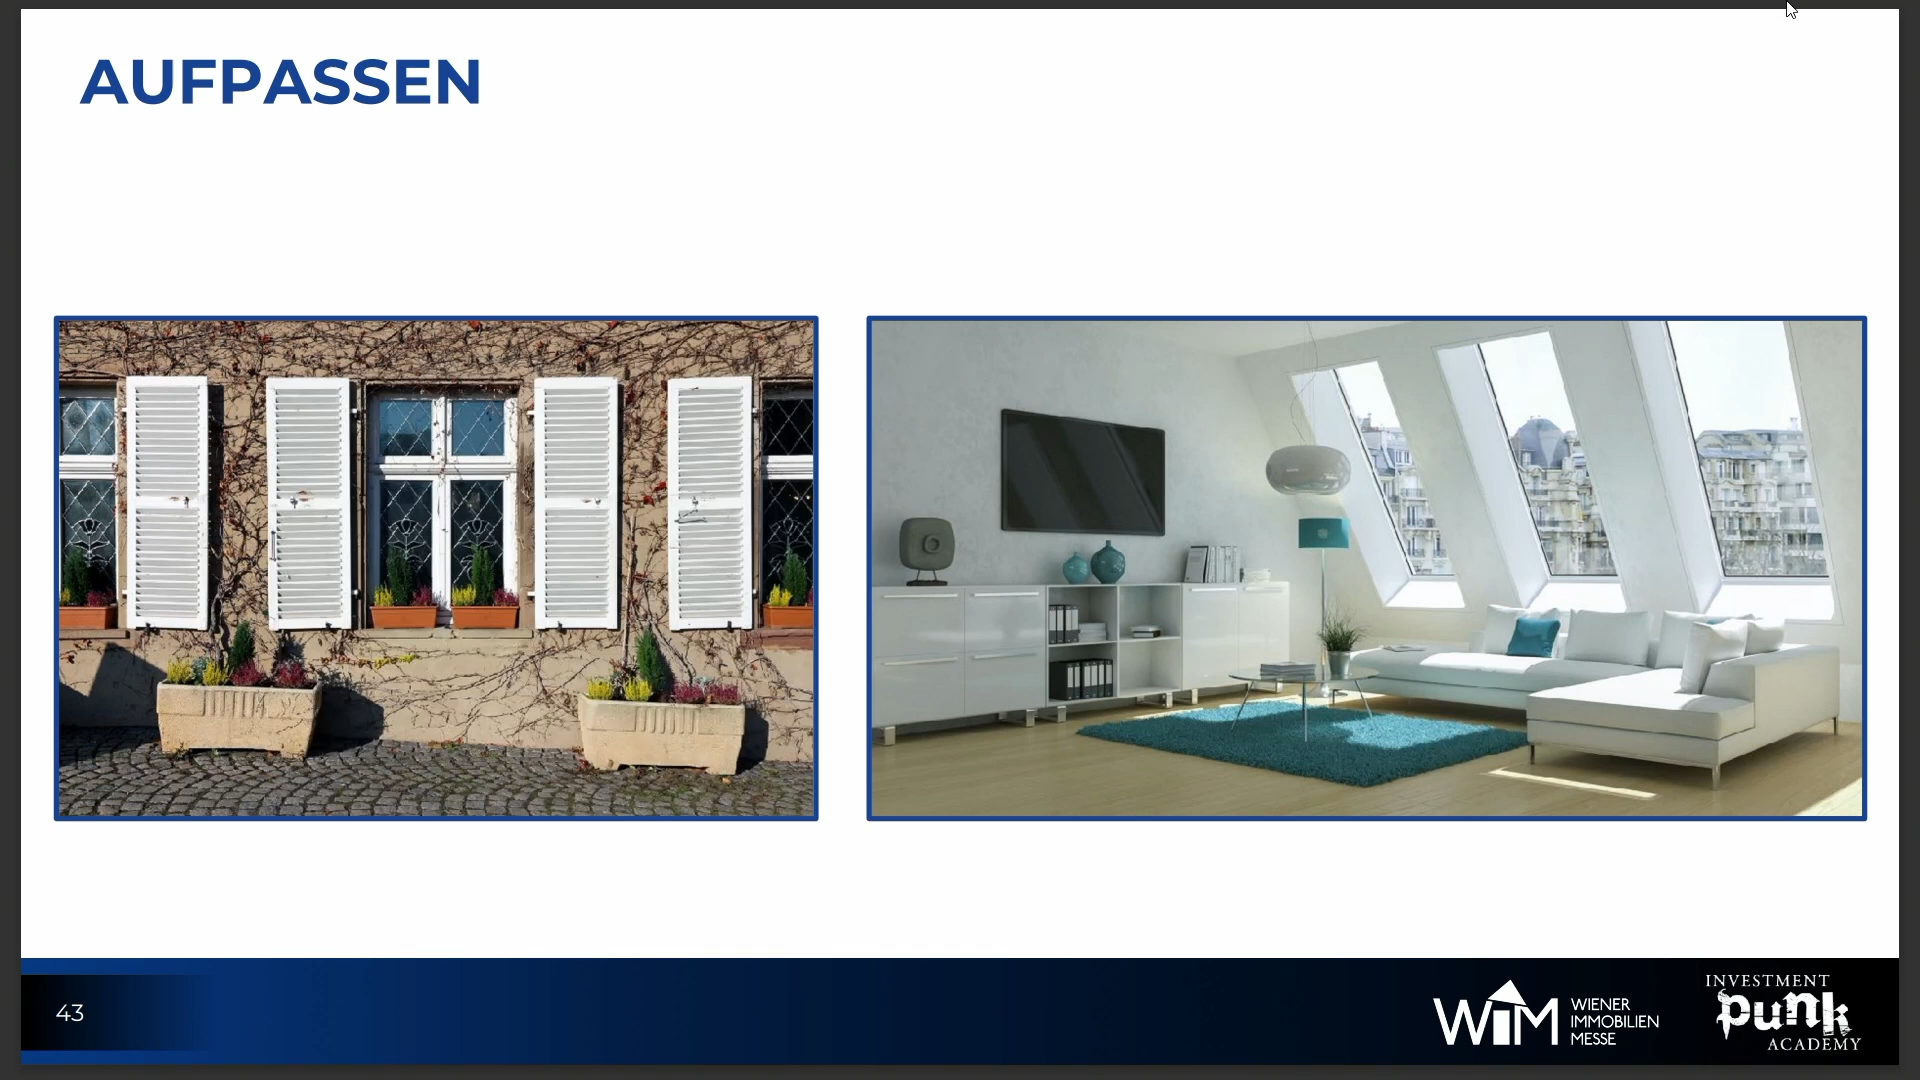 AUFPASSEN
43
WiM
WIENER
IMMOBILIEN
MESSE
INVESTMENT
punk
ACADEMY